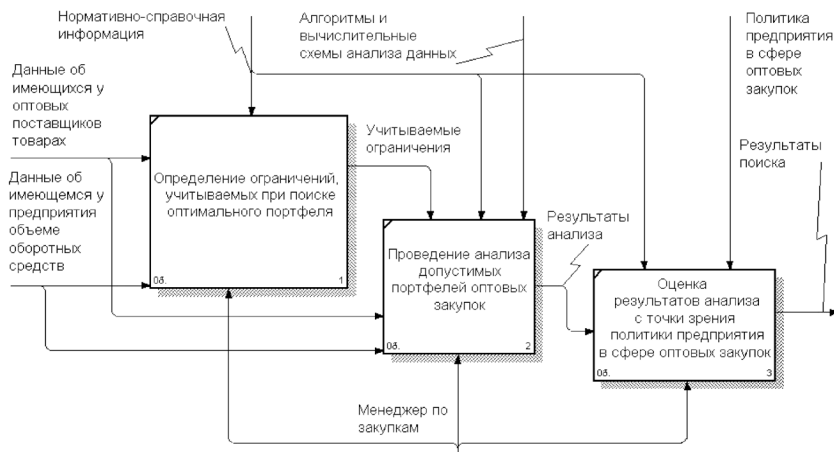 Нормативно-справочная
информация
Алгоритмы и
вычислительные
схемы анализа данных
Политика
предприятия
в сфере
оптовых
закупок
Данные об
имеющихся у
оптовых
поставщиков
товарах
Данные об
имеющемся у
предприятия
объеме
оборотных
средств
Определение ограничений,
учитываемых при поиске
оптимального портфеля
0р.
1
Учитываемые
ограничения
Проведение анализа
допустимых
портфелей оптовых
закупок
0р.
2
Результаты
анализа
Результаты
поиска
Оценка
результатов анализа
с точки зрения
политики предприятия
в сфере оптовых закупок
0р.
3
Менеджер по
закупкам